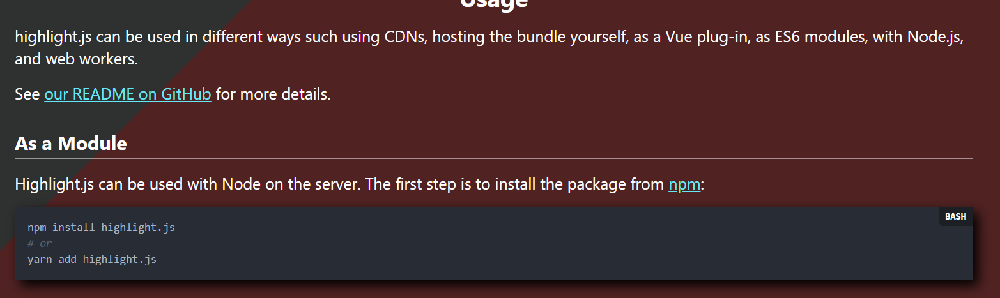 Usage
highlight.js can be used in different ways such using CDNs, hosting the bundle yourself, as a Vue plug-in, as ES6 modules, with Node.js,
and web workers.
See our README on GitHub for more details.
As a Module
Highlight.js can be used with Node on the server. The first step is to install the package from npm:
BASH
npm install highlight.js
# or
yarn add highlight.js